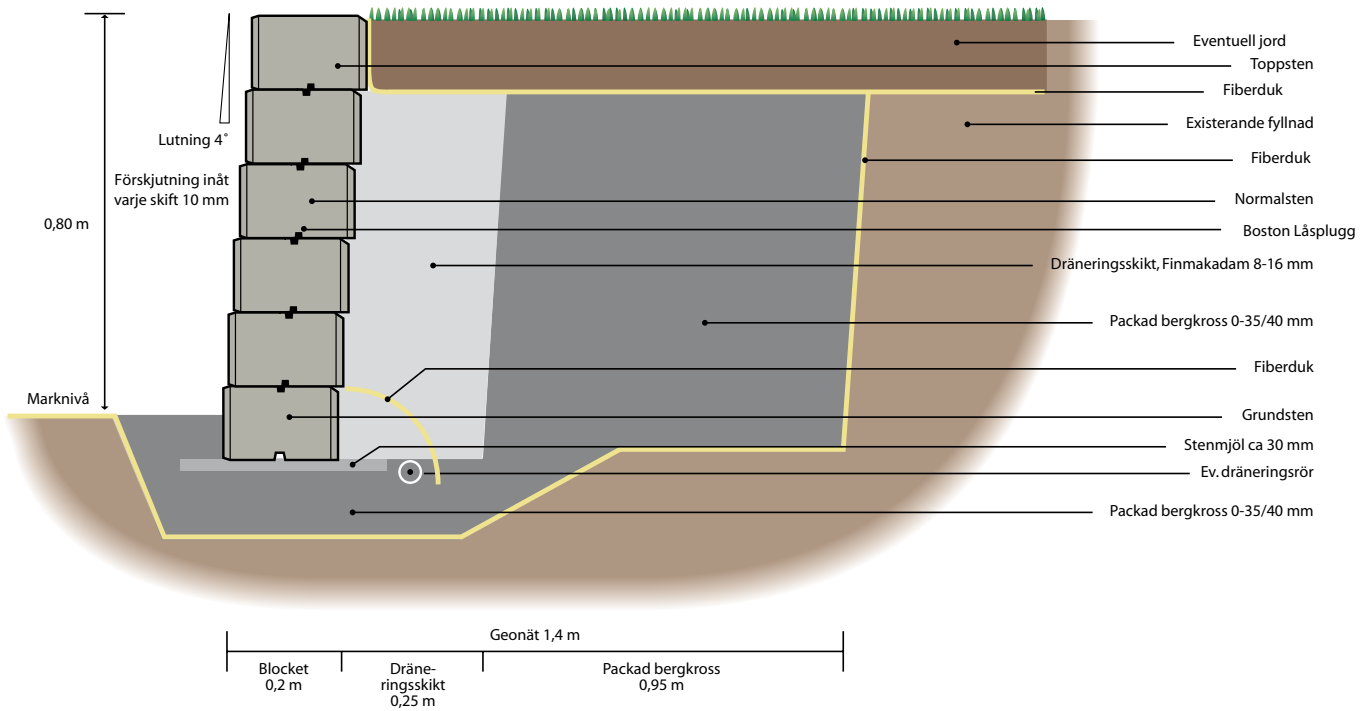 Eventuell jord
Toppsten
Fiberduk
Existerande fyllnad
Fiberduk
Normalsten
Boston Låsplugg
Dräneringsskikt, Finmakadam 8-16 mm
Packad bergkross 0-35/40 mm
Fiberduk
Grundsten
Stenmjöl ca 30 mm
Ev. dräneringsrör
Packad bergkross 0-35/40 mm
Lutning 4°
Förskjutning inåt
varje skift 10 mm
0,80 m
Marknivå
Geonät 1,4 m
Blocket
0,2 m
Dräne-
ringsskikt
0,25 m
Packad bergkross
0,95 m